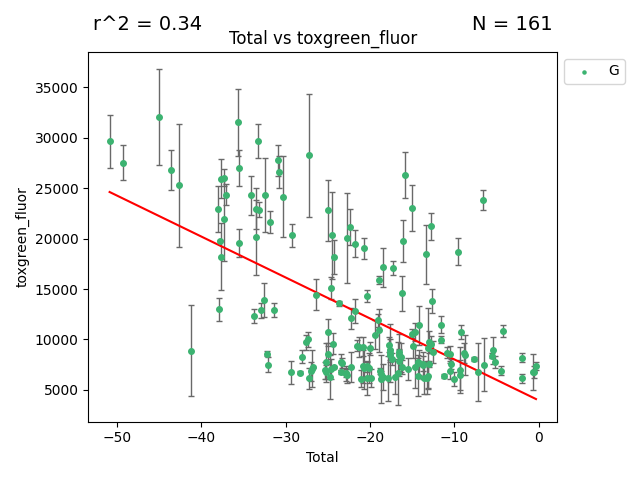 r^2 = 0.34
N = 161
Total vs toxgreen_fluor
G
toxgreen_fluor
35000
30000
25000
20000
15000
10000
5000
−50
−40
−30
−20
−10
0
Total